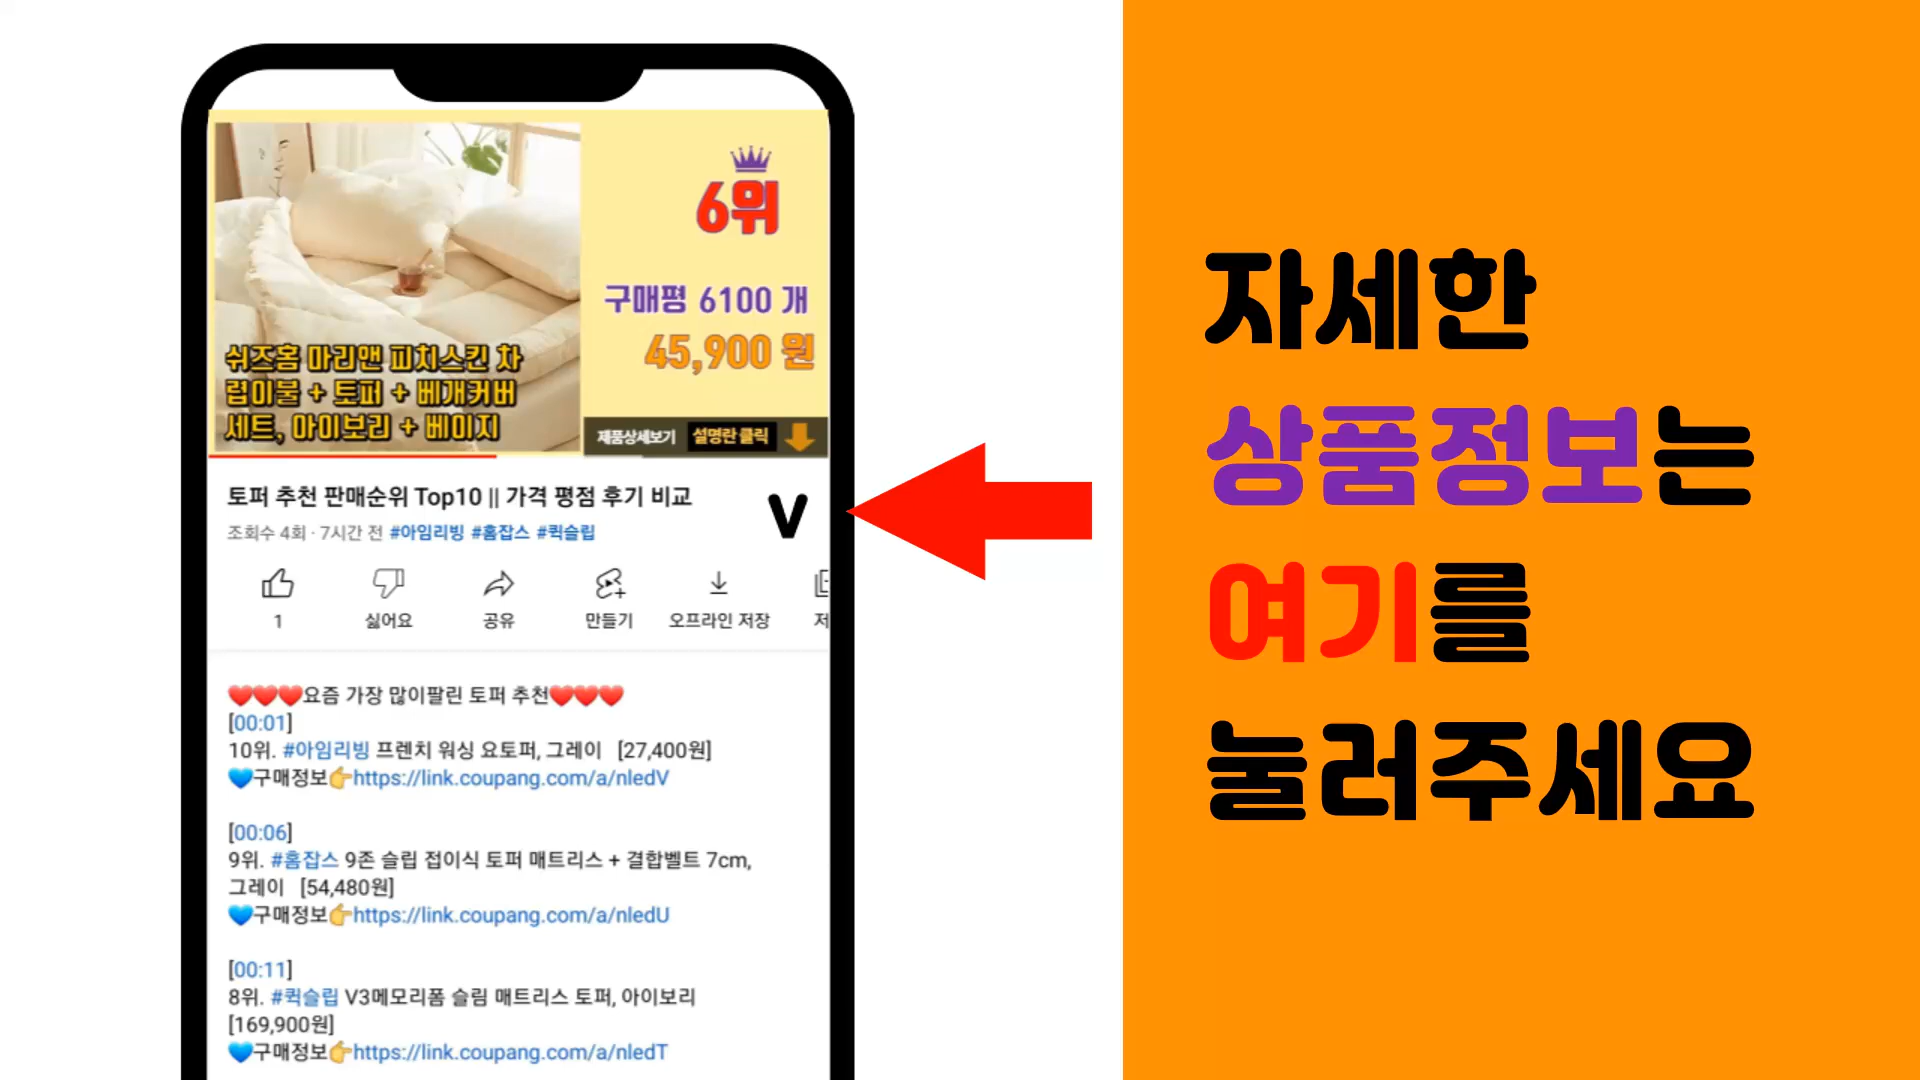 6위
구매평 6100 개
45,900 원
쉬즈홈 마리앤 피치스킨 차
렵이불 + 토퍼 + 베개커버
세트, 아이보리 + 베이지
제품상세보기 설명란 클릭
토퍼 추천 판매순위 Top10 || 가격 평점 후기 비교
V
조회수 4회 · 7시간 전 #아임리빙 #홈잡스 #퀵슬립
1 싫어요 공유 만들기 오프라인 저장 저
❤❤❤요즘 가장 많이팔린 토퍼 추천❤❤❤
[00:01]
10위. #아임리빙 프렌치 워싱 요토퍼, 그레이 [27,400원]
💙구매정보👉https://link.coupang.com/a/nledV
[00:06]
9위. #홈잡스 9존 슬립 접이식 토퍼 매트리스 + 결합벨트 7cm,
그레이 [54,480원]
💙구매정보👉https://link.coupang.com/a/nledU
[00:11]
8위. #퀵슬립 V3메모리폼 슬림 매트리스 토퍼, 아이보리
[169,900원]
💙구매정보👉https://link.coupang.com/a/nledT
자세한
상품정보는
여기를
눌러주세요